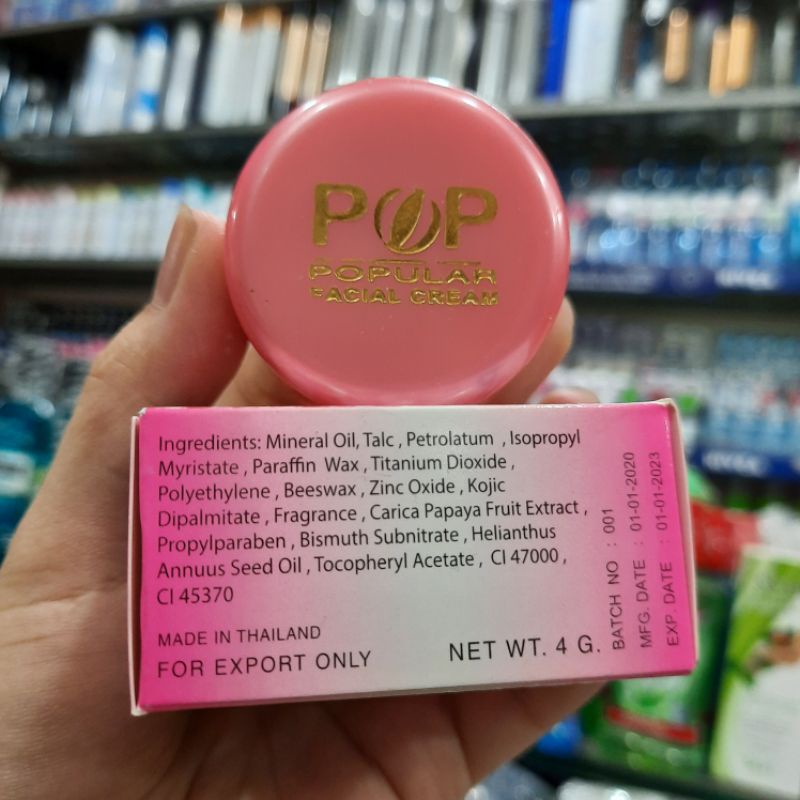 POP
POPULAR
FACIAL CREAM
Ingredients: Mineral Oil, Talc , Petrolatum , Isopropyl
Myristate , Paraffin Wax , Titanium Dioxide ,
Polyethylene , Beeswax , Zinc Oxide , Kojic
Dipalmitate , Fragrance , Carica Papaya Fruit Extract ,
Propylparaben , Bismuth Subnitrate , Helianthus
Annuus Seed Oil , Tocopheryl Acetate , CI 47000 ,
CI 45370
MADE IN THAILAND
FOR EXPORT ONLY
NET WT. 4 G.
BATCH NO : 001
MFG. DATE : 01-01-2020
EXP. DATE : 01-01-2023